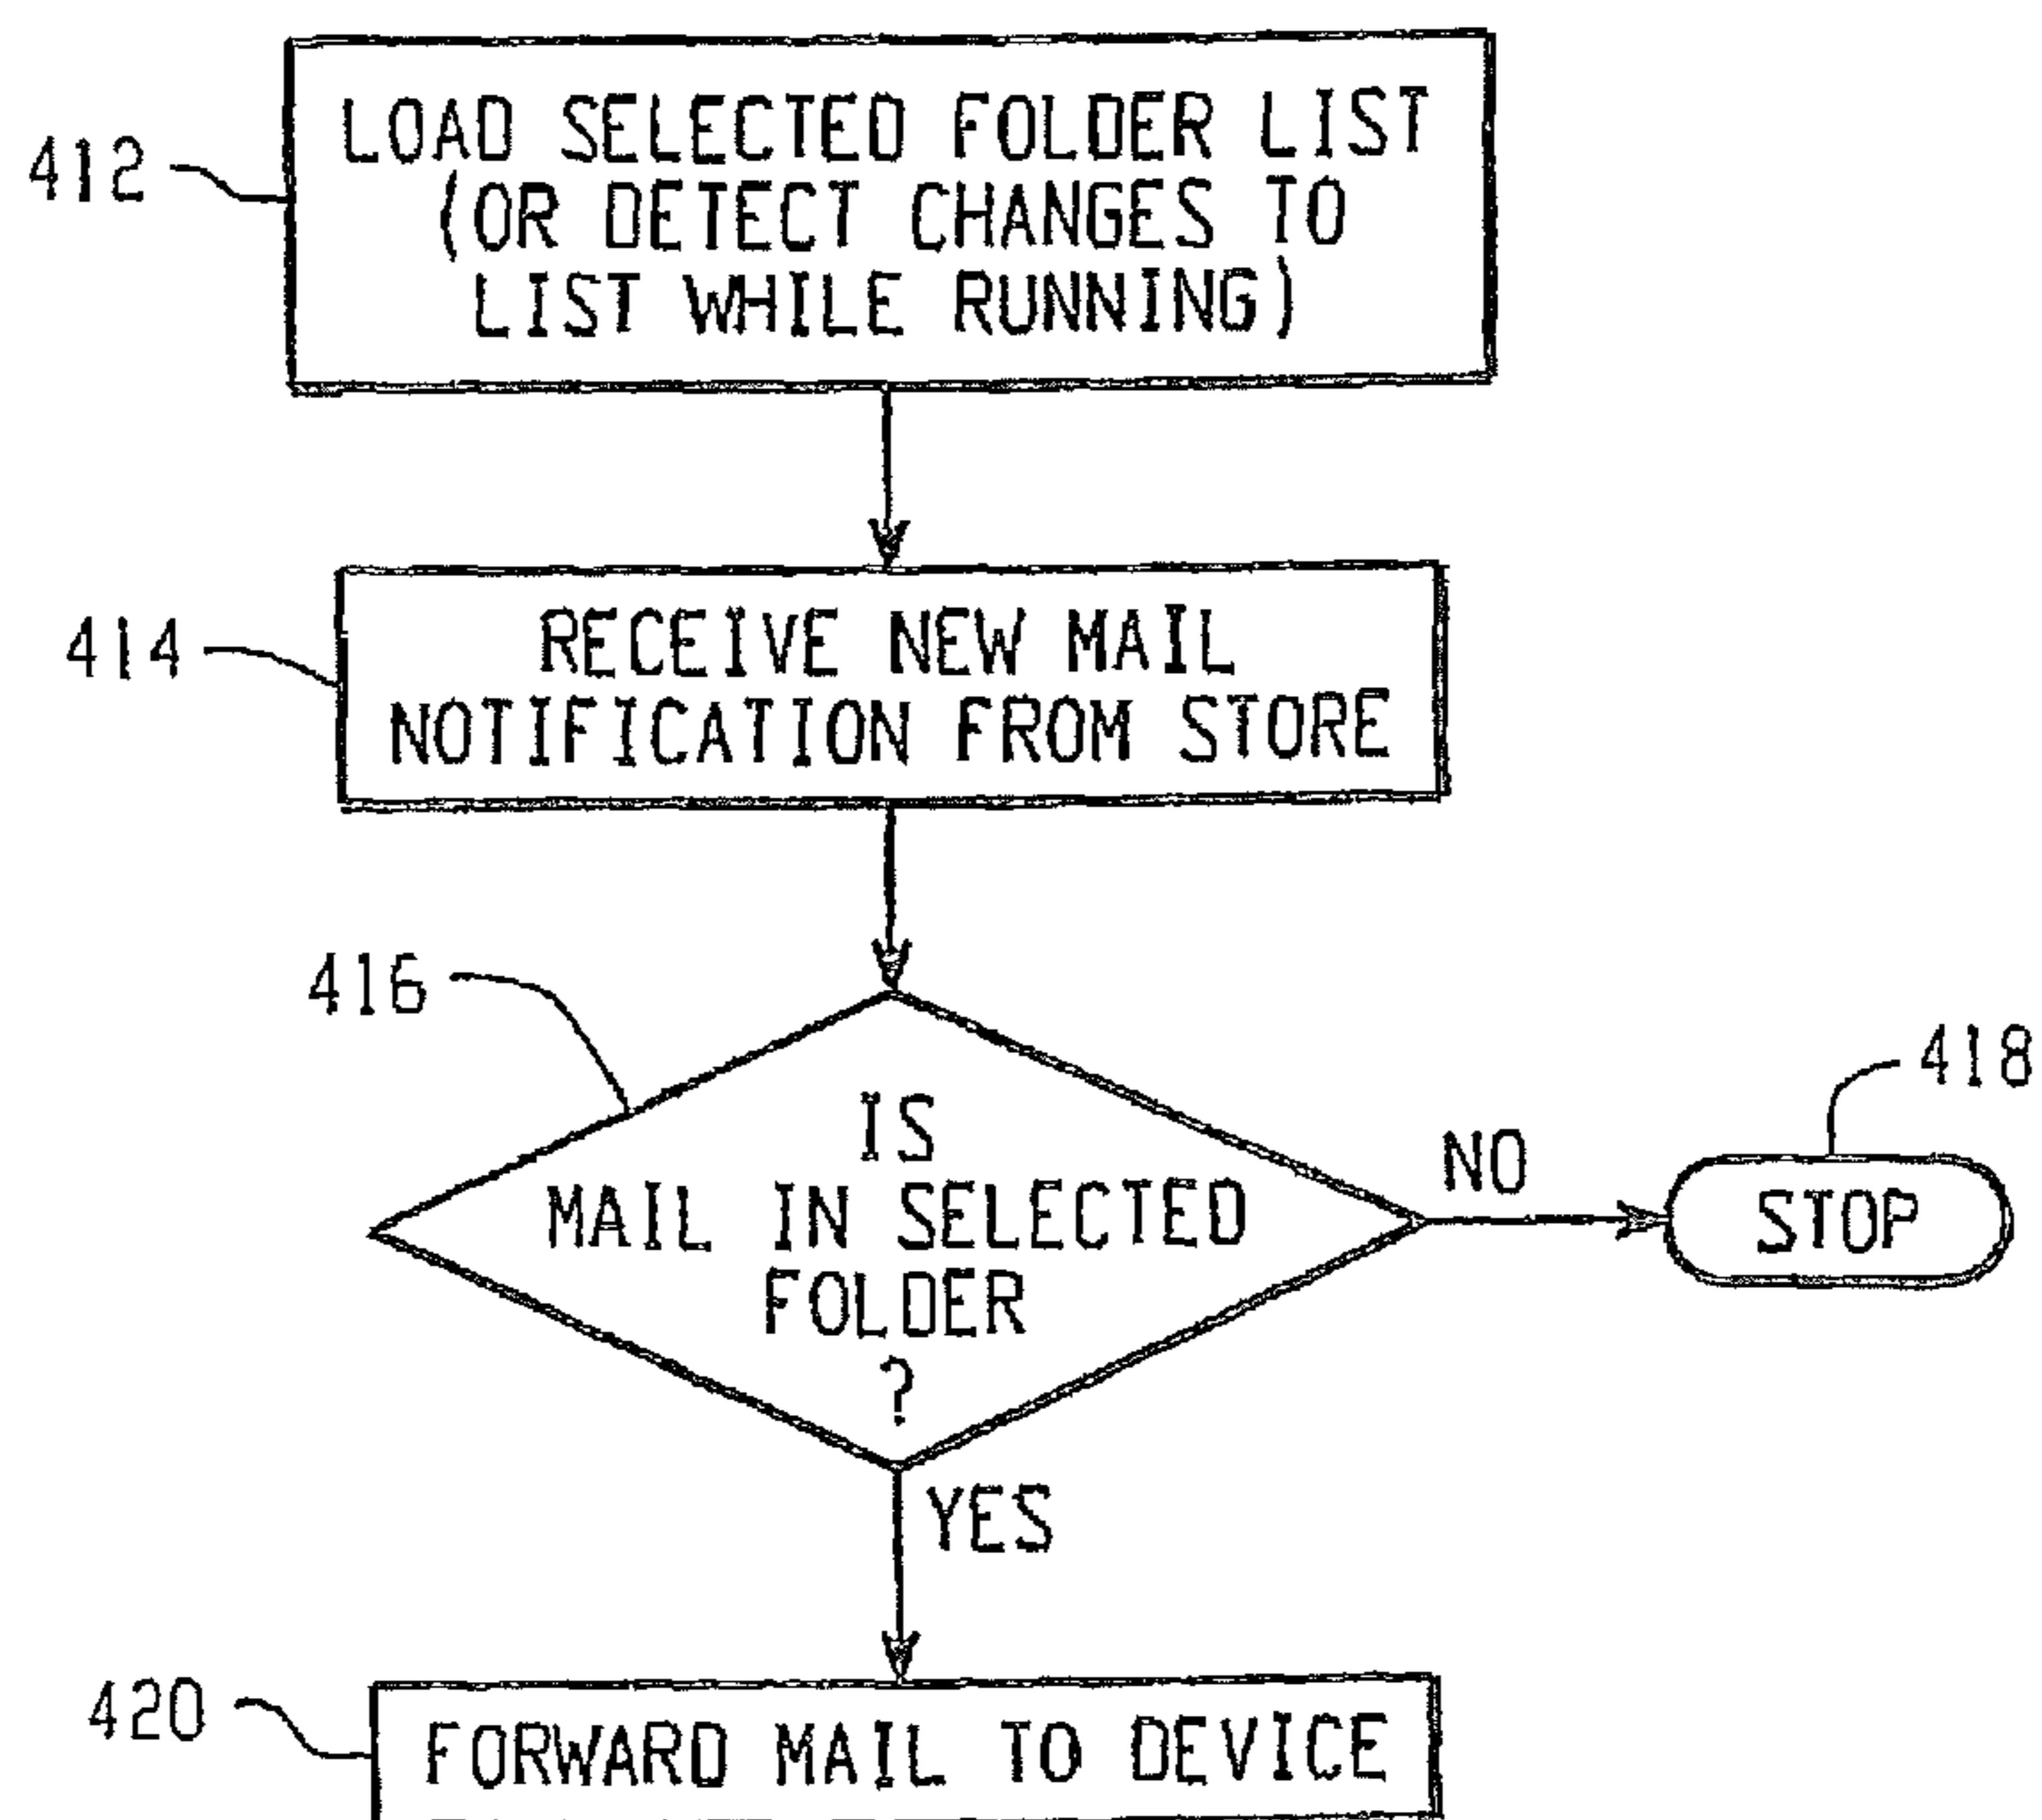 412
LOAD SELECTED FOLDER LIST
(OR DETECT CHANGES TO
LIST WHILE RUNNING)
414
RECEIVE NEW MAIL
NOTIFICATION FROM STORE
416
IS
MAIL IN SELECTED
FOLDER
?
NO
418
STOP
YES
420
FORWARD MAIL TO DEVICE